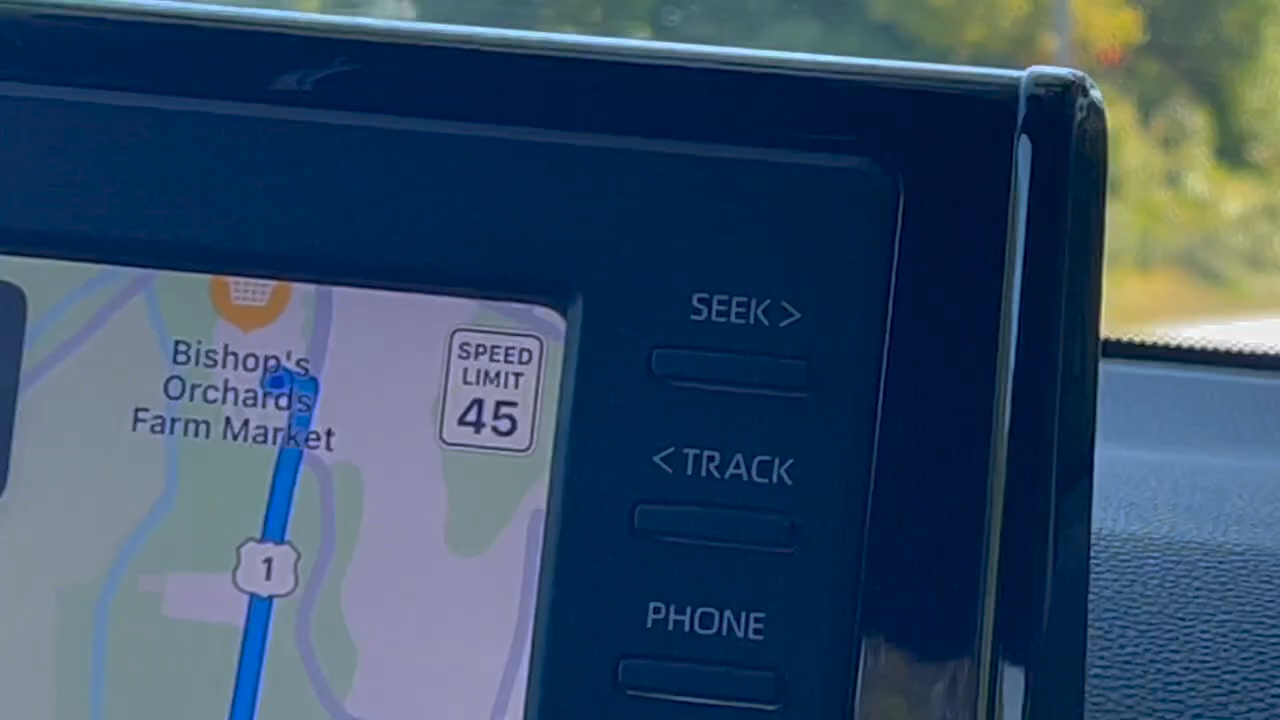 Bishop's
Orchards
Farm Market
SPEED
LIMIT
45
1
SEEK >
< TRACK
PHONE